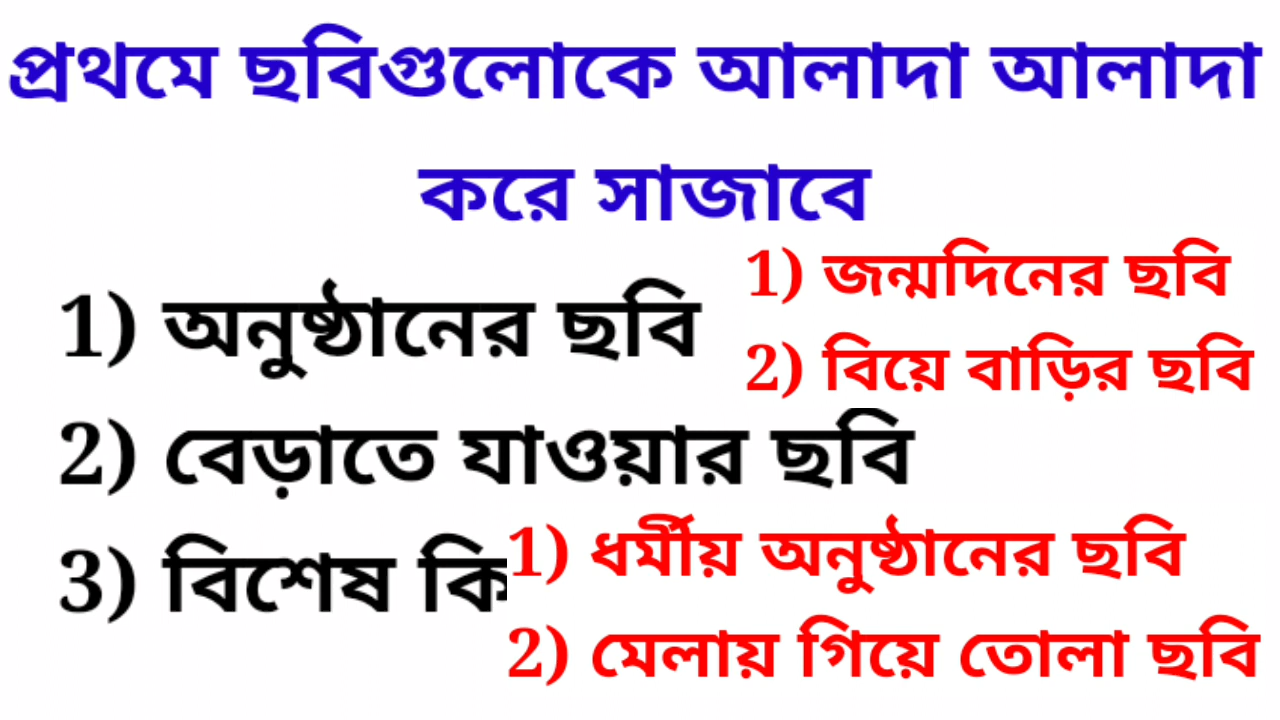 প্রথমে ছবিগুলোকে আলাদা আলাদা
করে সাজাবে
1) অনুষ্ঠানের ছবি
1) জন্মদিনের ছবি
2) বিয়ে বাড়ির ছবি
2) বেড়াতে যাওয়ার ছবি
3) বিশেষ কি
1) ধর্মীয় অনুষ্ঠানের ছবি
2) মেলায় গিয়ে তোলা ছবি